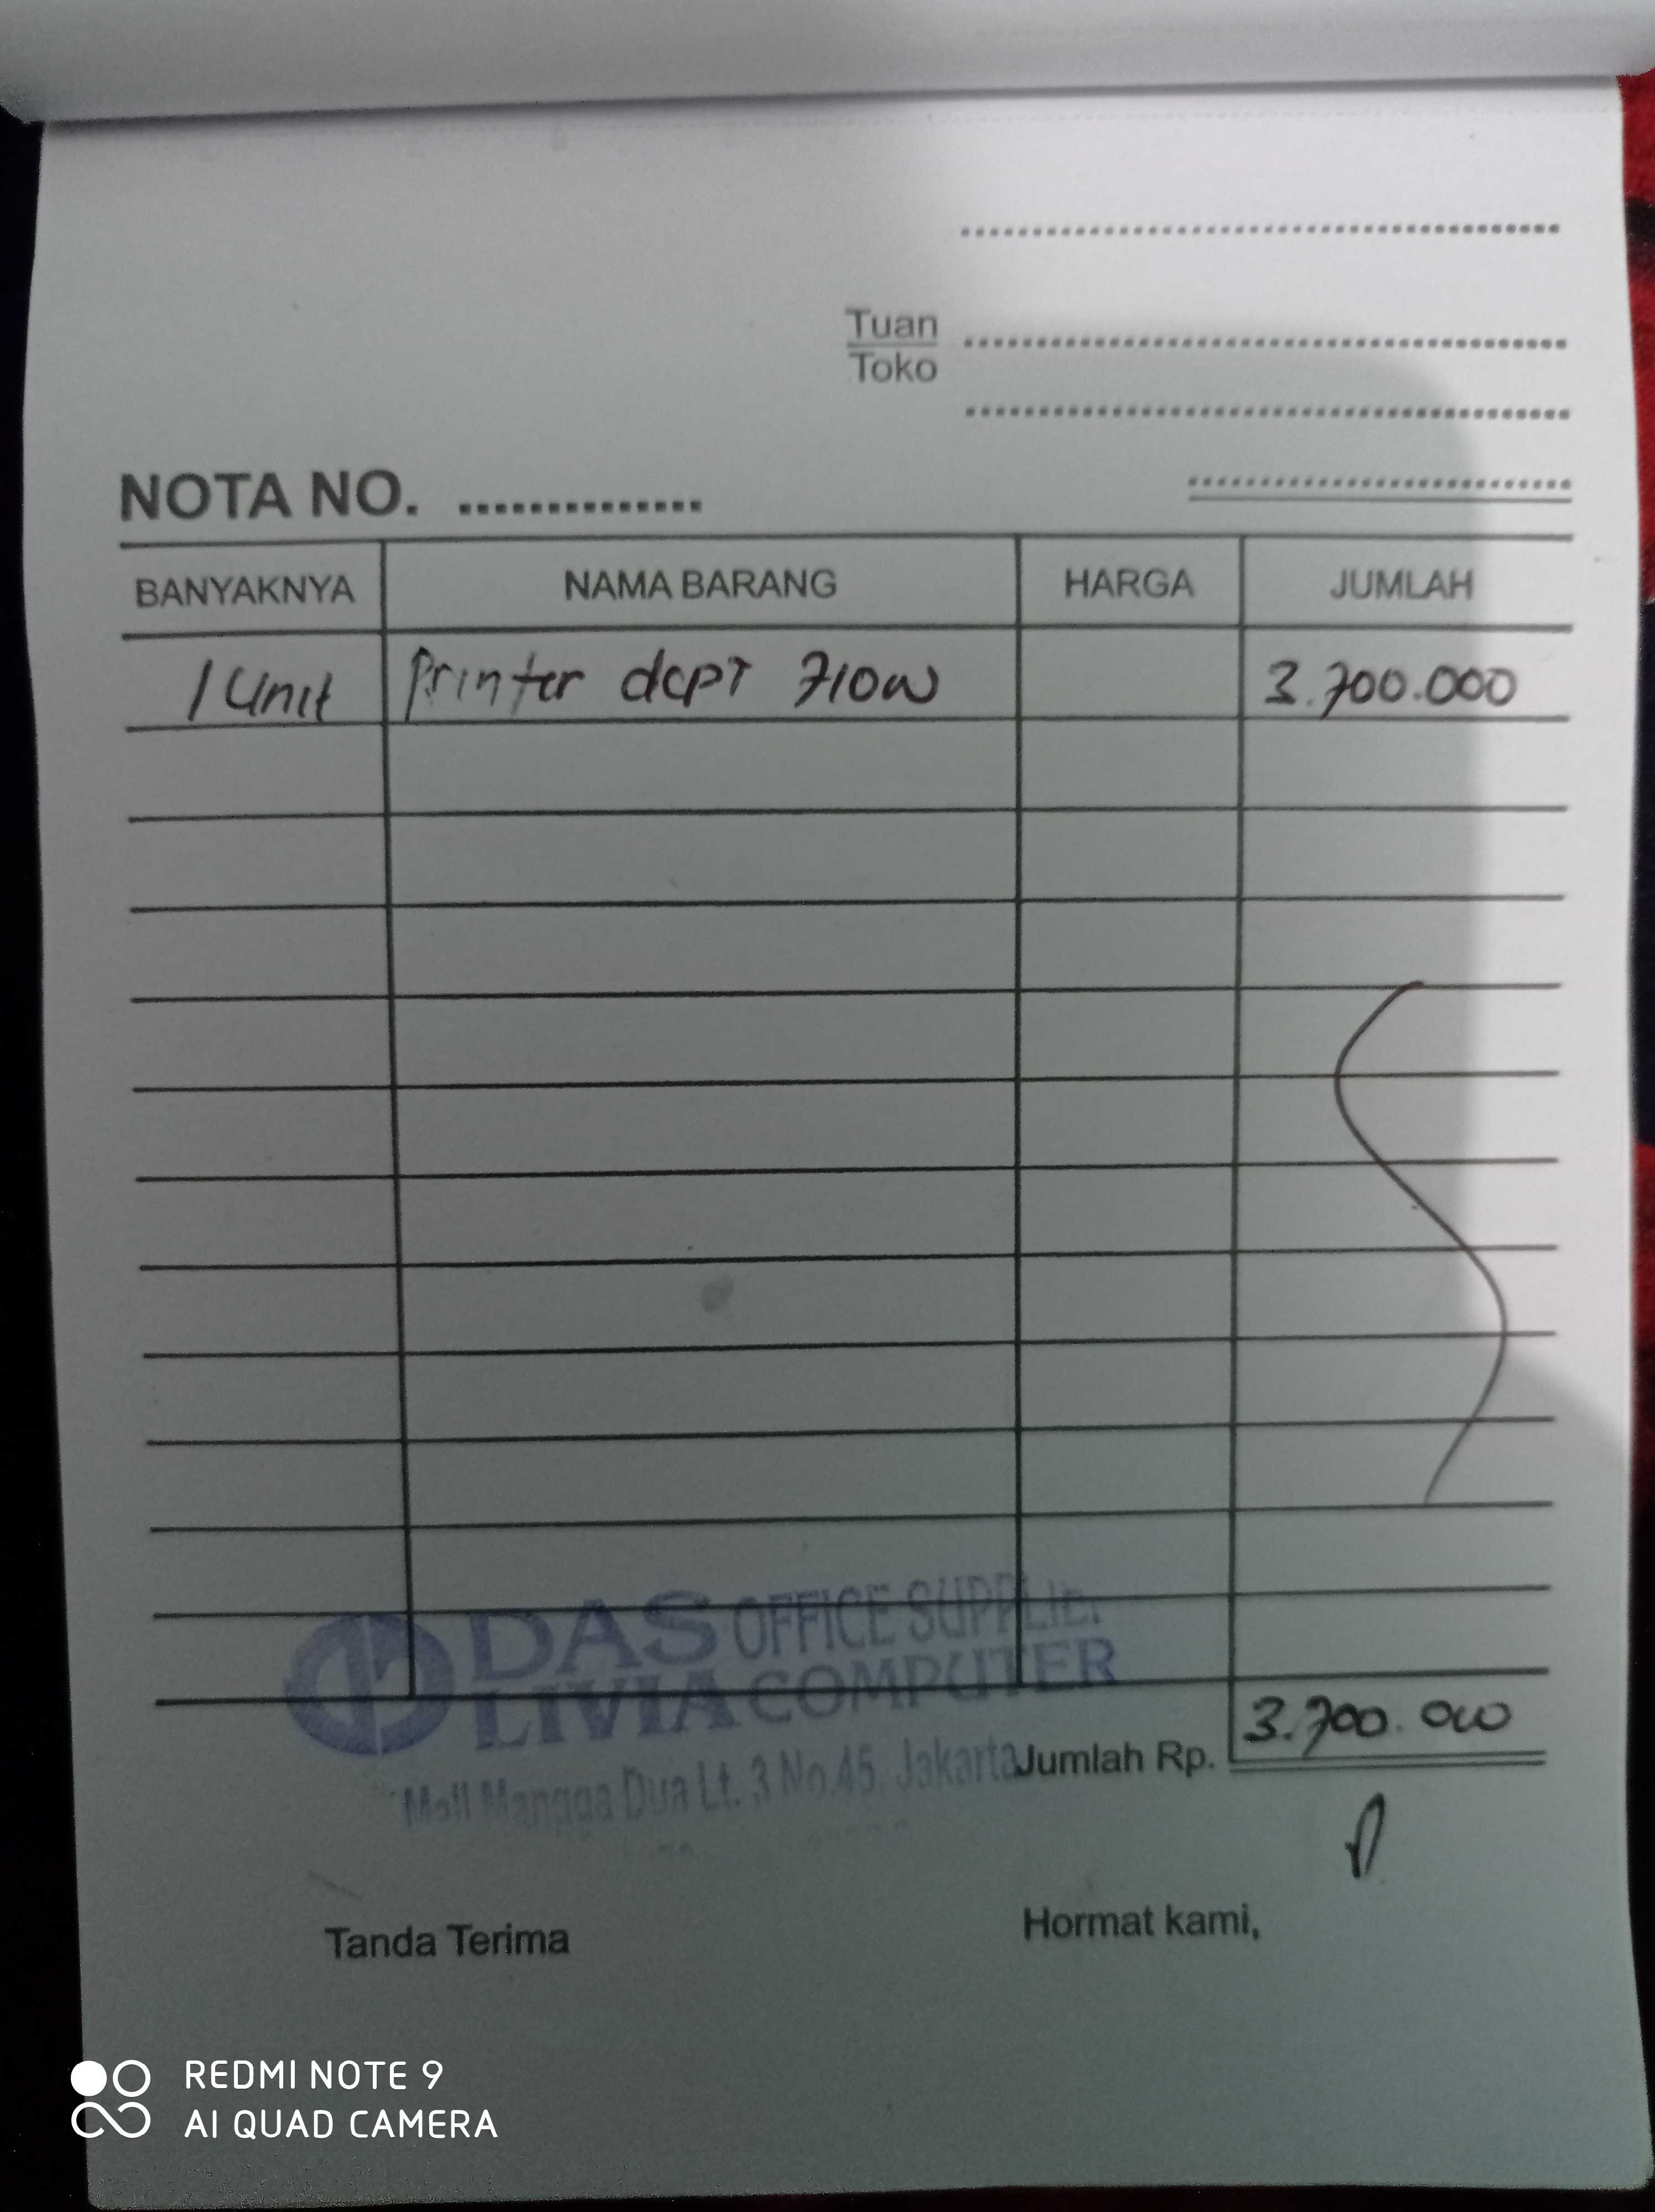 Tuan
Toko
NOTA NO. ..............
BANYAKNYA NAMA BARANG HARGA JUMLAH
1 Unit Printer dcpT 710W 3.700.000
DAS OFFICE SUPPLIES
LIVIA COMPUTER
Mall Mangga Dua Lt. 3 No.45, Jakarta
Jumlah Rp. 3.700.000
Tanda Terima Hormat kami,
REDMI NOTE 9
AI QUAD CAMERA